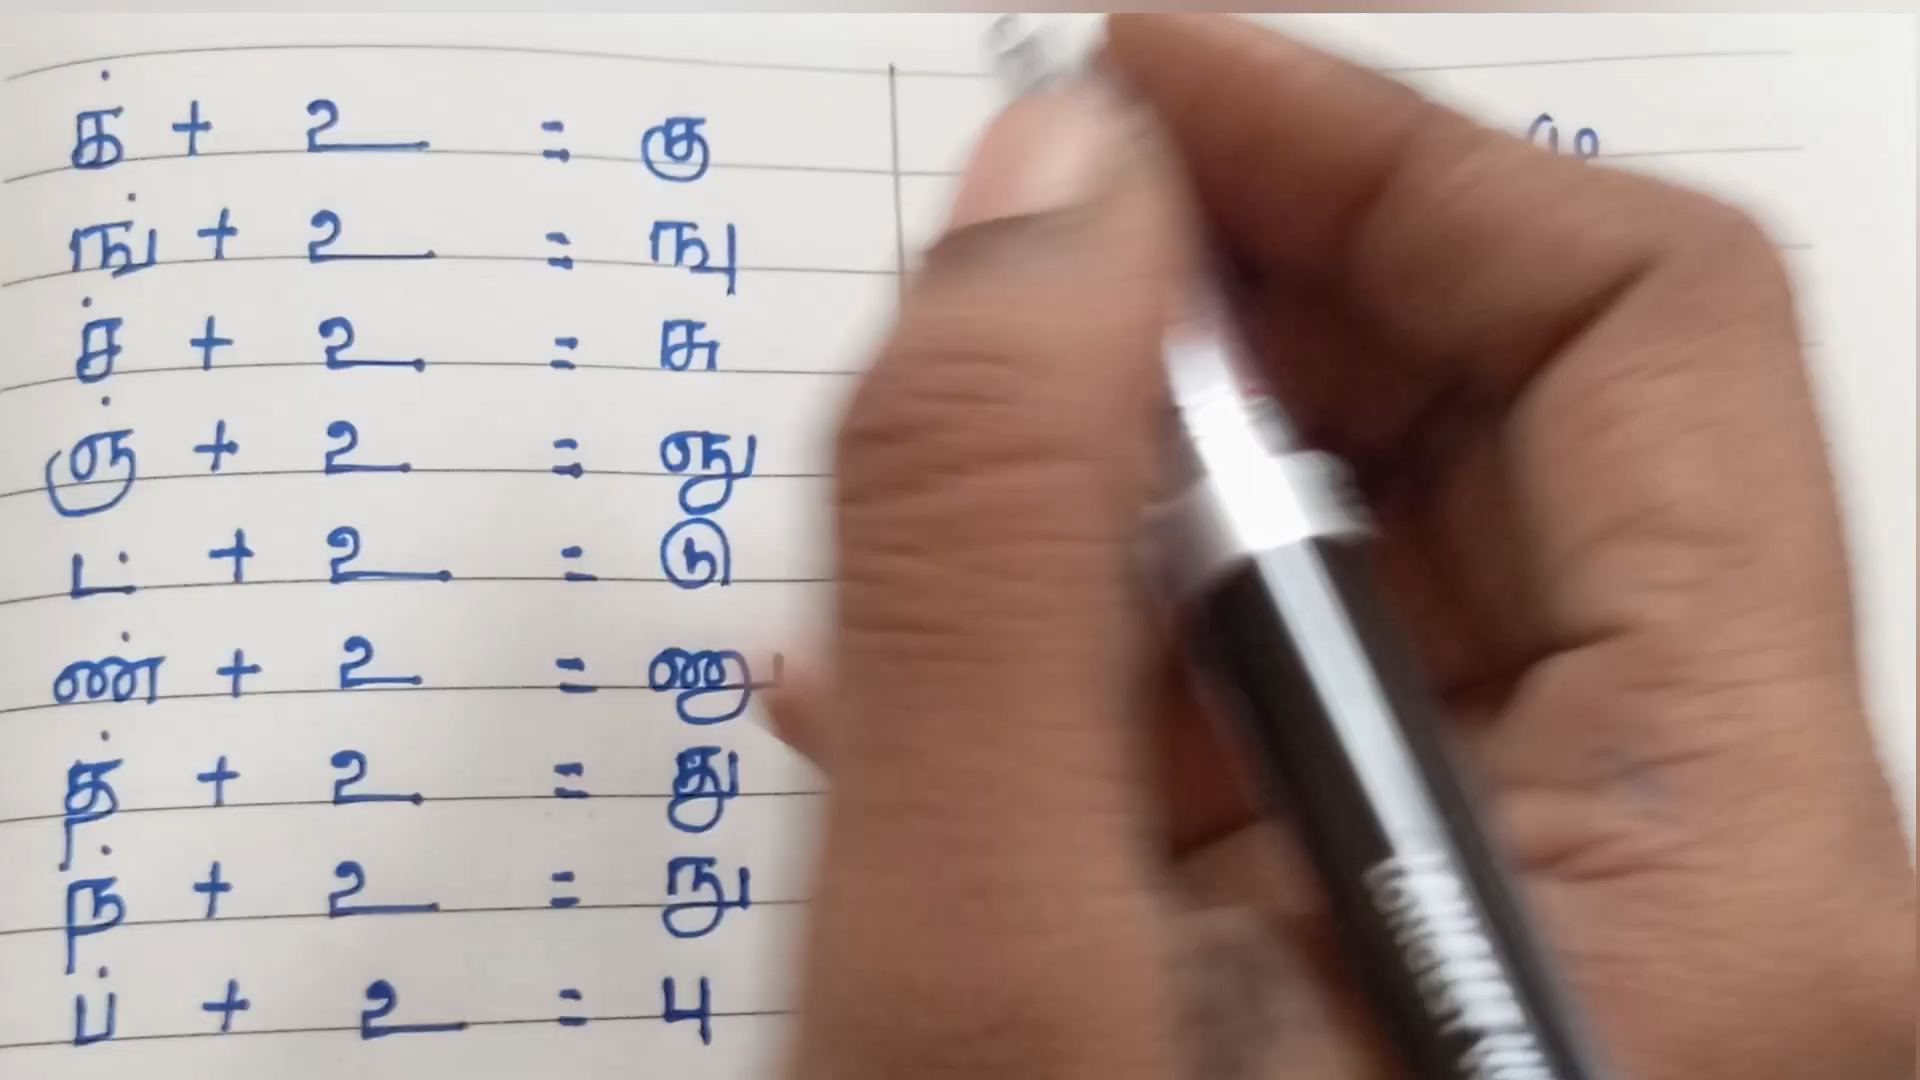 க் + உ = கு
ங் + உ = ஙு
ச் + உ = சு
ஞ் + உ = ஞு
ட் + உ = டு
ண் + உ = ணு
த் + உ = து
ந் + உ = நு
ப் + உ = பு